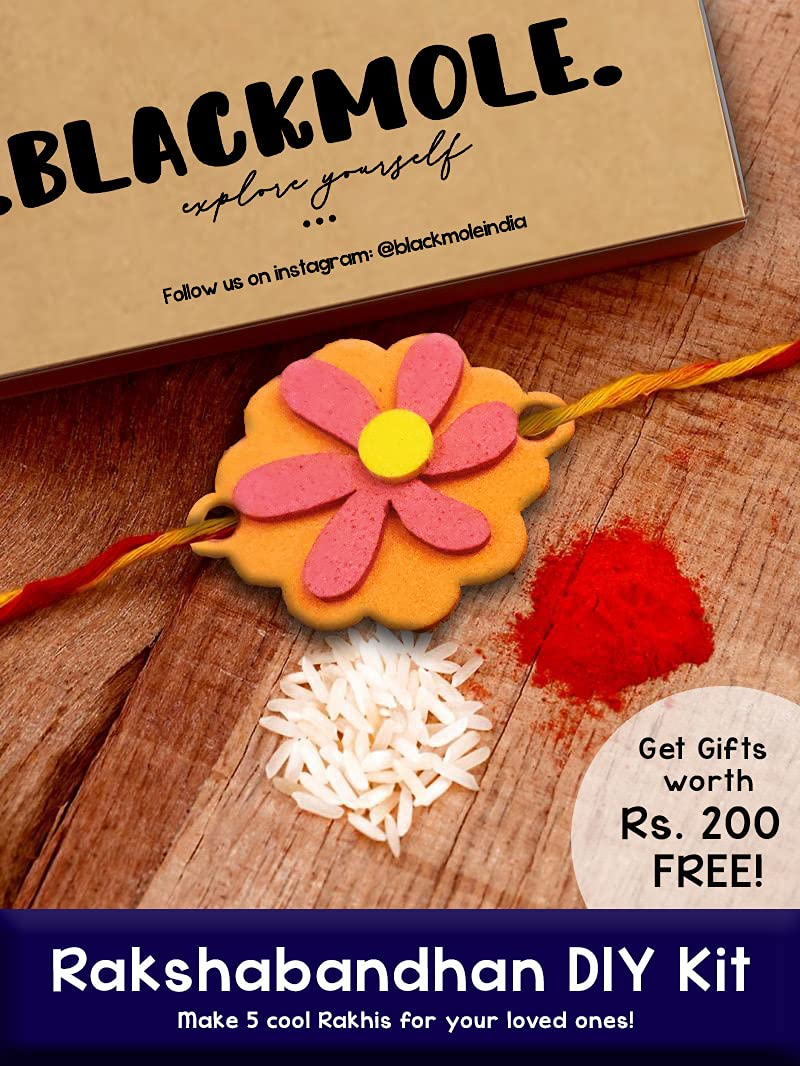 .BLACKMOLE.
explore yourself
...
Follow us on instagram: @blackmoleindia
Get Gifts
worth
Rs. 200
FREE!
Rakshabandhan DIY Kit
Make 5 cool Rakhis for your loved ones!